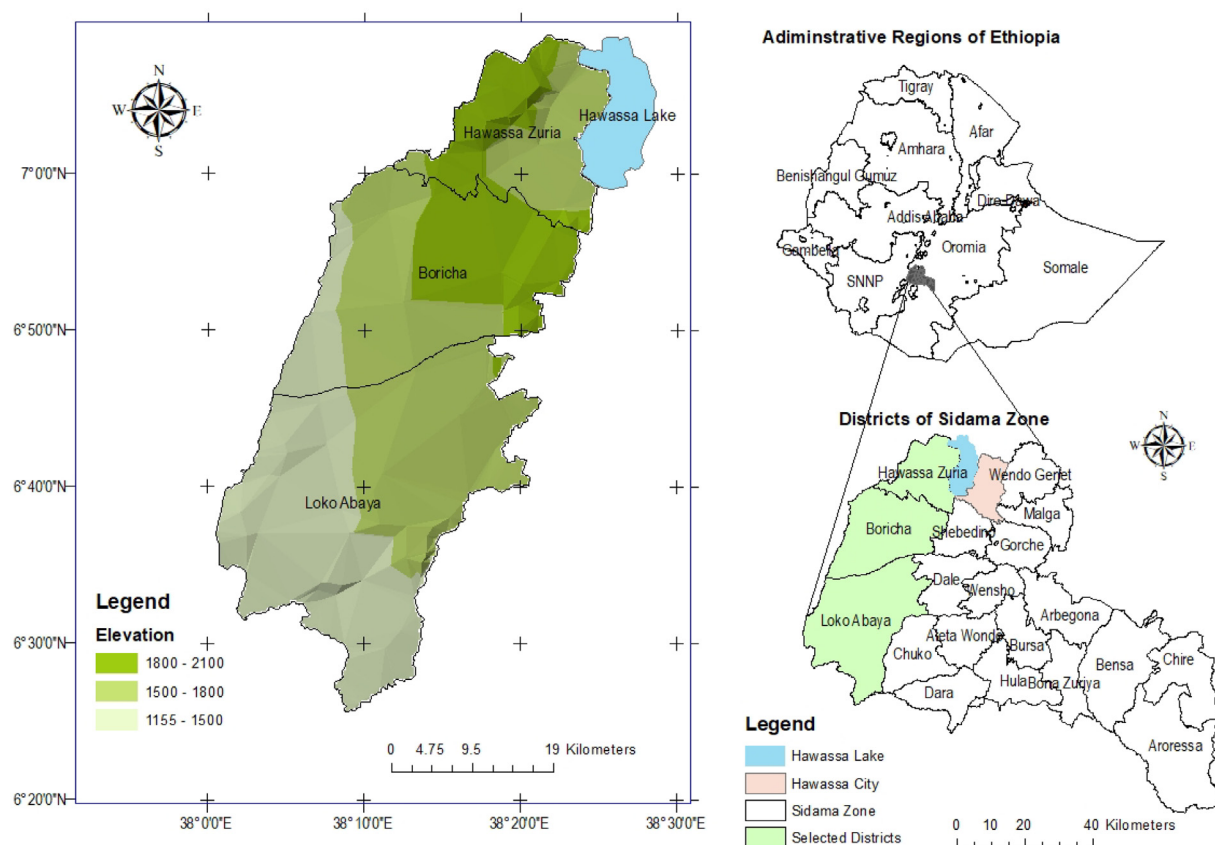 N
W E
S
Hawassa Lake
Hawassa Zuria
7°0'0"N
Boricha
6°50'0"N
6°40'0"N
Loko Abaya
6°30'0"N
6°20'0"N
Legend
Elevation
1800 - 2100
1500 - 1800
1155 - 1500
0 4.75 9.5 19 Kilometers
38°0'0"E 38°10'0"E 38°20'0"E 38°30'0"E
Adiminstrative Regions of Ethiopia
Tigray
Afar
Amhara
Benishangul Gumuz
Dire Dawa
Addis Ababa
Gambella
Oromia
SNNP
Somale
Districts of Sidama Zone
N
W E
S
Hawassa Zuria
Wendo Genet
Malga
Boricha
Shebedino
Gorche
Dale
Wensho
Arbegona
Loko Abaya
Aleta Wondo
Chuko
Bursa
Bensa
Chire
Hula
Bona Zuriya
Dara
Aroressa
Legend
Hawassa Lake
Hawassa City
Sidama Zone
Selected Districts
0 10 20 40 Kilometers